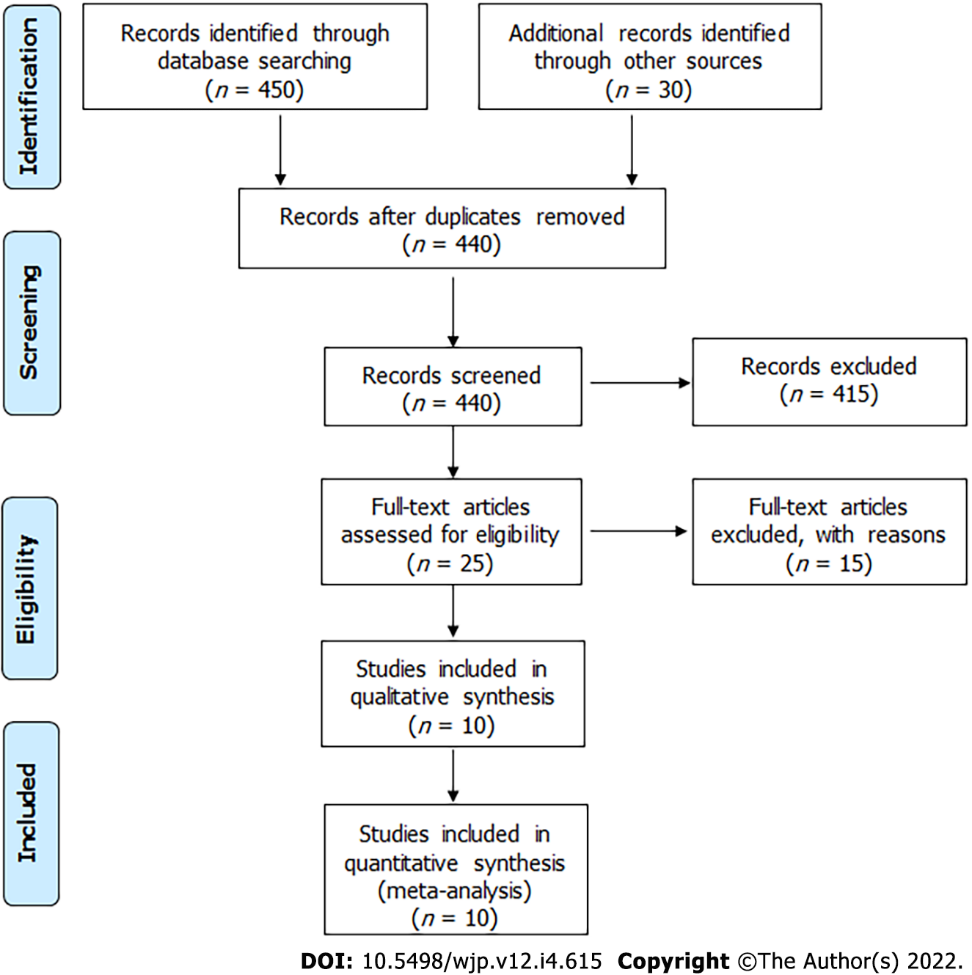 Identification
Records identified through
database searching
(n = 450)
Additional records identified
through other sources
(n = 30)
Records after duplicates removed
(n = 440)
Screening
Records screened
(n = 440)
Records excluded
(n = 415)
Eligibility
Full-text articles
assessed for eligibility
(n = 25)
Full-text articles
excluded, with reasons
(n = 15)
Studies included in
qualitative synthesis
(n = 10)
Included
Studies included in
quantitative synthesis
(meta-analysis)
(n = 10)
DOI: 10.5498/wjp.v12.i4.615 Copyright ©The Author(s) 2022.